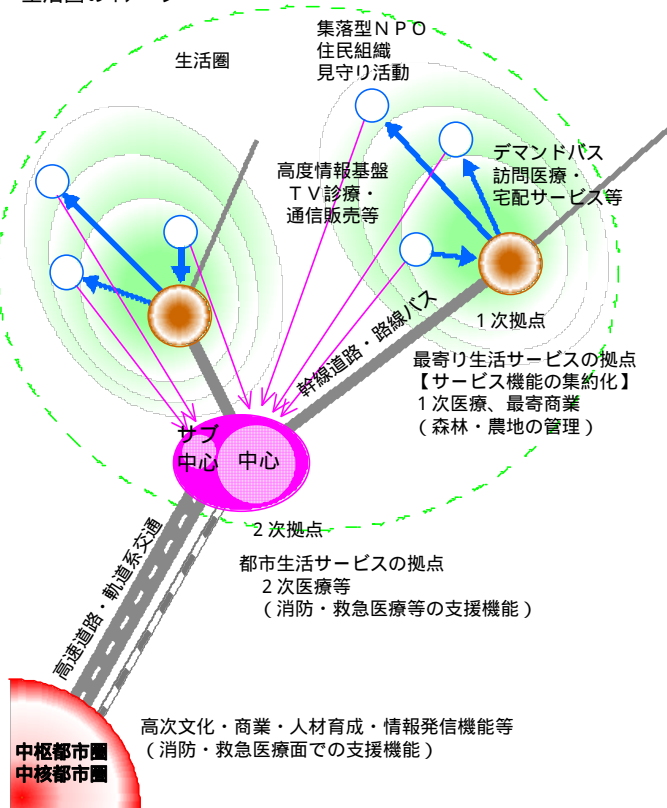 生活圏
集落型ＮＰＯ
住民組織
見守り活動
デマンドバス
訪問医療・
宅配サービス等
高度情報基盤
ＴＶ診療・
通信販売等
幹線道路・路線バス
１次拠点
最寄り生活サービスの拠点
【サービス機能の集約化】
１次医療、最寄商業
（森林・農地の管理）
サブ
中心
中心
２次拠点
都市生活サービスの拠点
２次医療等
（消防・救急医療等の支援機能）
高速道路・軌道系交通
高次文化・商業・人材育成・情報発信機能等
（消防・救急医療面での支援機能）
中枢都市圏
中核都市圏